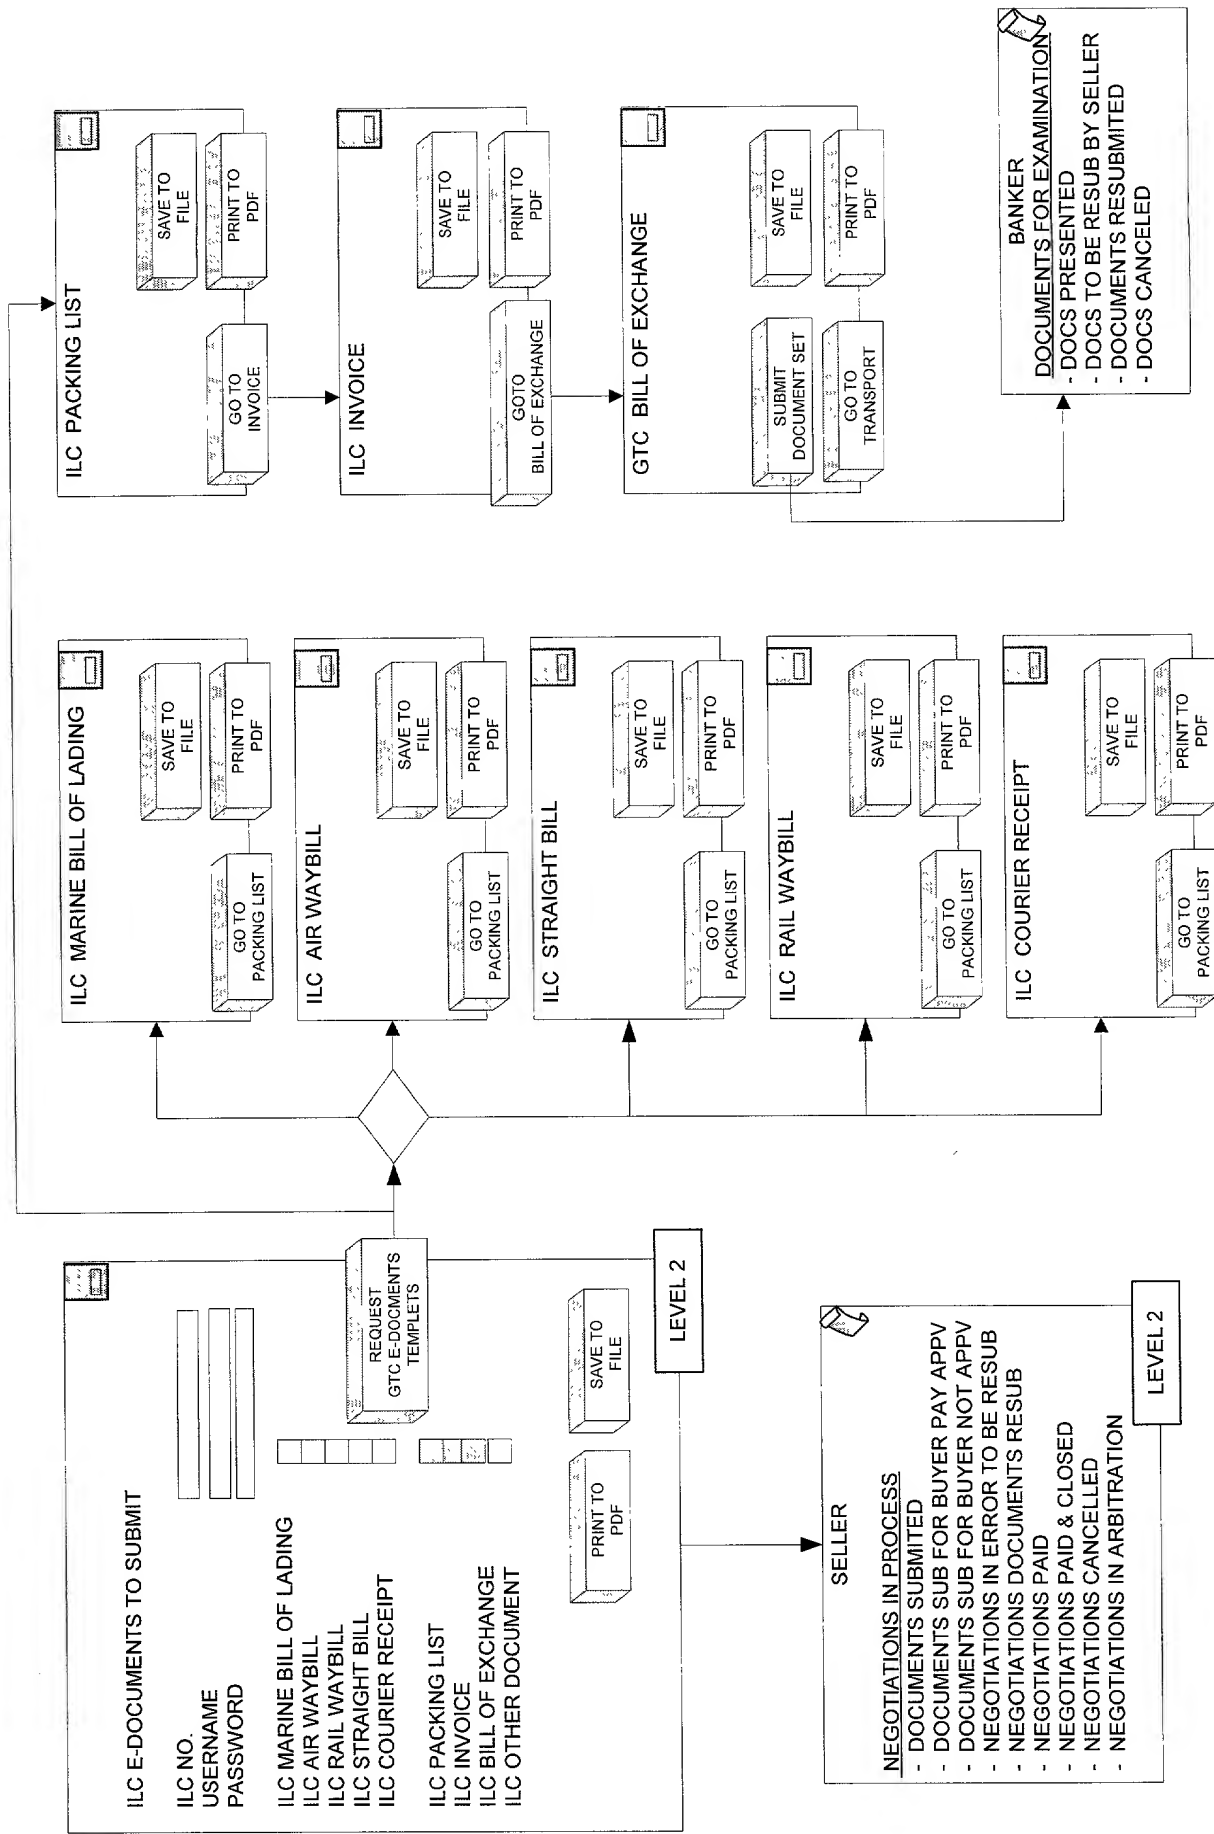 ILC E-DOCUMENTS TO SUBMIT
ILC NO.
USERNAME
PASSWORD
ILC MARINE BILL OF LADING
ILC AIR WAYBILL
ILC RAIL WAYBILL
ILC STRAIGHT BILL
ILC COURIER RECEIPT
ILC PACKING LIST
ILC INVOICE
ILC BILL OF EXCHANGE
ILC OTHER DOCUMENT
REQUEST
GTC E-DOCMENTS
TEMPLETS
PRINT TO
PDF
SAVE TO
FILE
LEVEL 2
SELLER
NEGOTIATIONS IN PROCESS
- DOCUMENTS SUBMITED
- DOCUMENTS SUB FOR BUYER PAY APPV
- DOCUMENTS SUB FOR BUYER NOT APPV
- NEGOTIATIONS IN ERROR TO BE RESUB
- NEGOTIATIONS DOCUMENTS RESUB
- NEGOTIATIONS PAID
- NEGOTIATIONS PAID & CLOSED
- NEGOTIATIONS CANCELLED
- NEGOTIATIONS IN ARBITRATION
LEVEL 2
ILC MARINE BILL OF LADING
SAVE TO
FILE
GO TO
PACKING LIST
PRINT TO
PDF
ILC AIR WAYBILL
SAVE TO
FILE
GO TO
PACKING LIST
PRINT TO
PDF
ILC STRAIGHT BILL
SAVE TO
FILE
GO TO
PACKING LIST
PRINT TO
PDF
ILC RAIL WAYBILL
SAVE TO
FILE
GO TO
PACKING LIST
PRINT TO
PDF
ILC COURIER RECEIPT
SAVE TO
FILE
GO TO
PACKING LIST
PRINT TO
PDF
ILC PACKING LIST
SAVE TO
FILE
GO TO
INVOICE
PRINT TO
PDF
ILC INVOICE
SAVE TO
FILE
GOTO
BILL OF EXCHANGE
PRINT TO
PDF
GTC BILL OF EXCHANGE
SUBMIT
DOCUMENT SET
SAVE TO
FILE
GO TO
TRANSPORT
PRINT TO
PDF
BANKER
DOCUMENTS FOR EXAMINATION
- DOCS PRESENTED
- DOCS TO BE RESUB BY SELLER
- DOCUMENTS RESUBMITED
- DOCS CANCELED